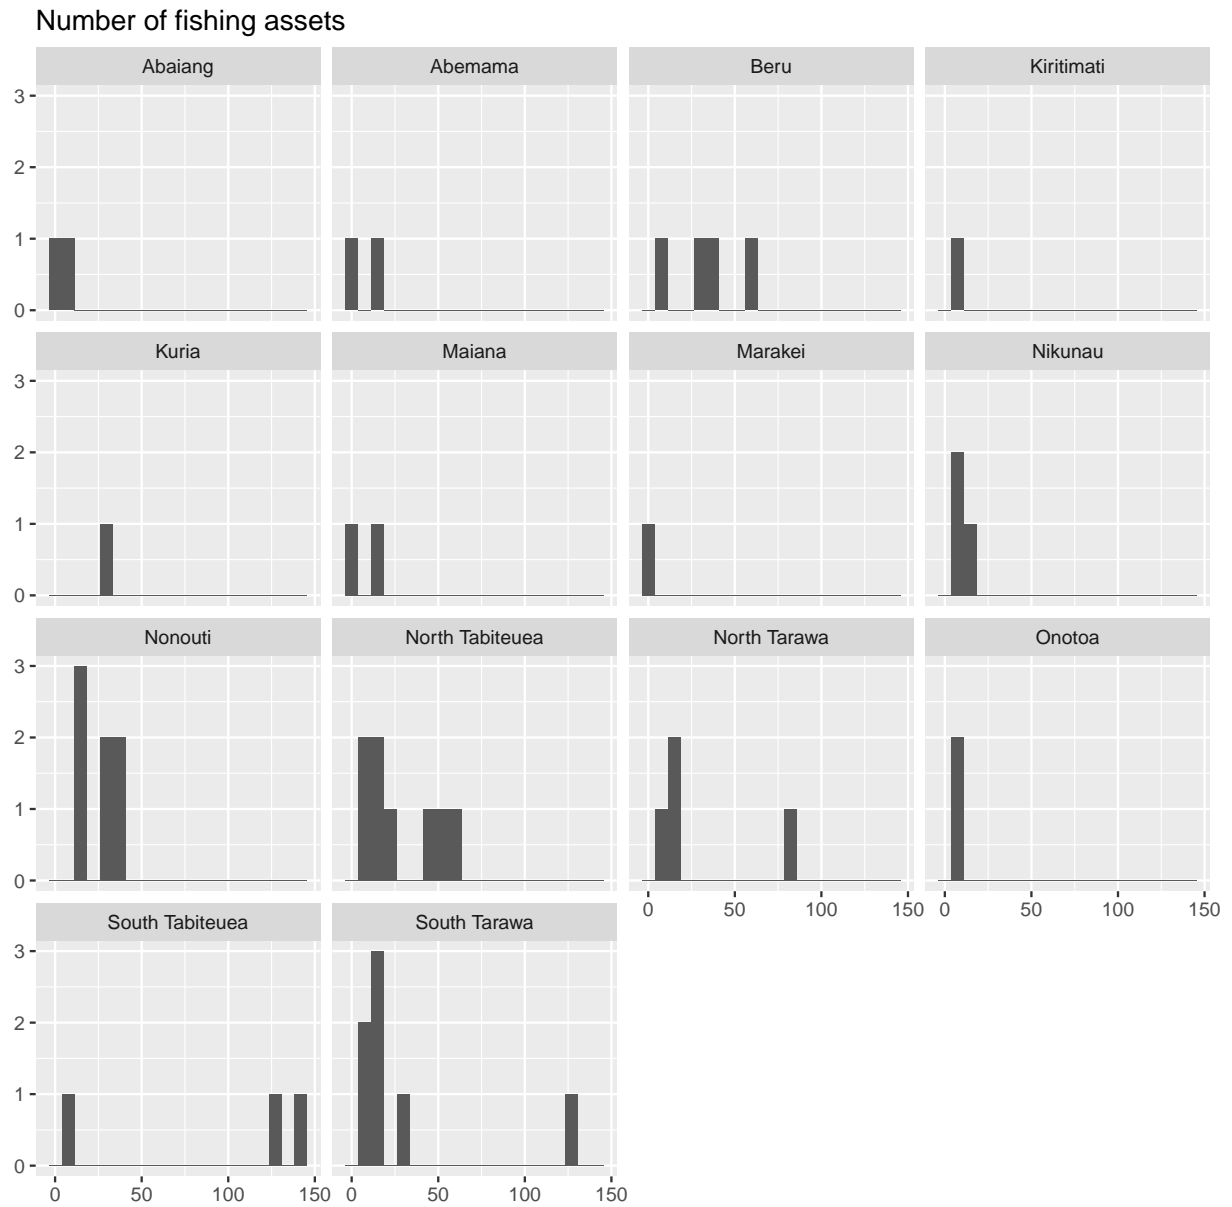 Number of fishing assets
Abaiang Abemama Beru Kiritimati
3
2
1
0
Kuria Maiana Marakei Nikunau
3
2
1
0
Nonouti North Tabiteuea North Tarawa Onotoa
3
2
1
0
0 50 100 150 0 50 100 150
South Tabiteuea South Tarawa
3
2
1
0
0 50 100 150 0 50 100 150